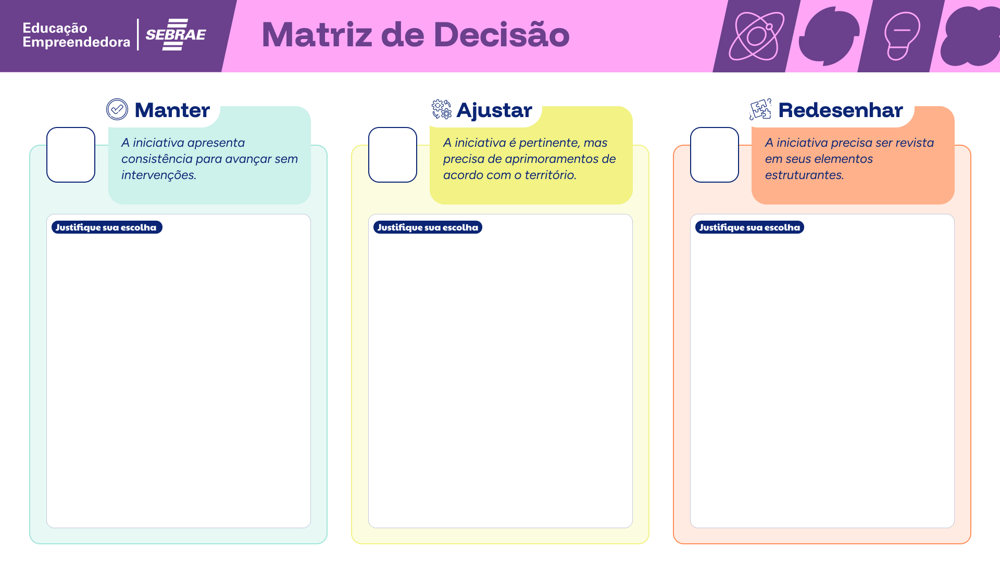 Educação
Empreendedora
SEBRAE
Matriz de Decisão
Manter
A iniciativa apresenta
consistência para avançar sem
intervenções.
Justifique sua escolha
Ajustar
A iniciativa é pertinente, mas
precisa de aprimoramentos de
acordo com o território.
Justifique sua escolha
Redesenhar
A iniciativa precisa ser revista
em seus elementos
estruturantes.
Justifique sua escolha